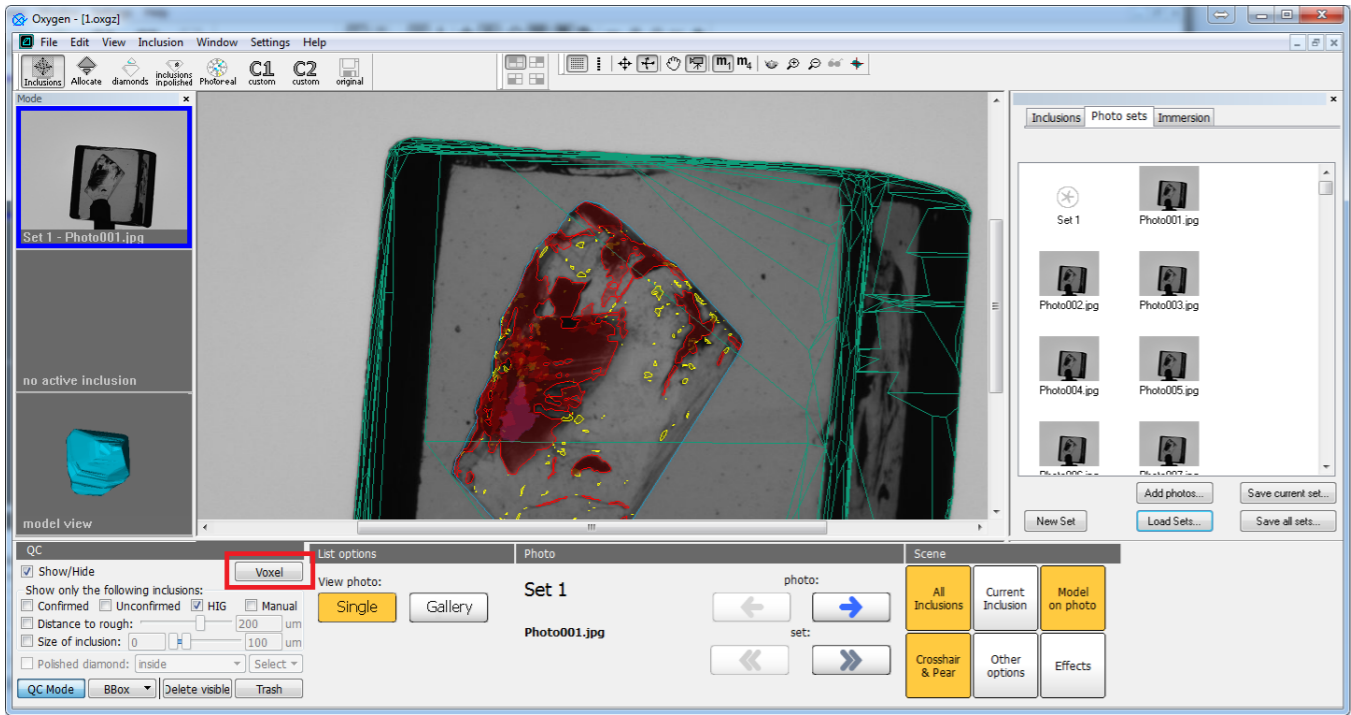 Oxygen - [1.oxgz]
File Edit View Inclusion Window Settings Help
Inclusions Allocate diamonds inclusions inpolished Photoreal C1 custom C2 custom original
m1 m4
Mode
Set 1 - Photo001.jpg
no active inclusion
model view
Inclusions Photo sets Immersion
Set 1 Photo001.jpg
Photo002.jpg Photo003.jpg
Photo004.jpg Photo005.jpg
Add photos... Save current set...
New Set Load Sets... Save all sets...
QC
Show/Hide Voxel
Show only the following inclusions:
Confirmed Unconfirmed HIG Manual
Distance to rough: 200 um
Size of inclusion: 0 100 um
Polished diamond: inside Select
QC Mode BBox Delete visible Trash
List options
View photo:
Single Gallery
Photo
Set 1 photo:
Photo001.jpg set:
Scene
All Inclusions Current Inclusion Model on photo
Crosshair & Pear Other options Effects